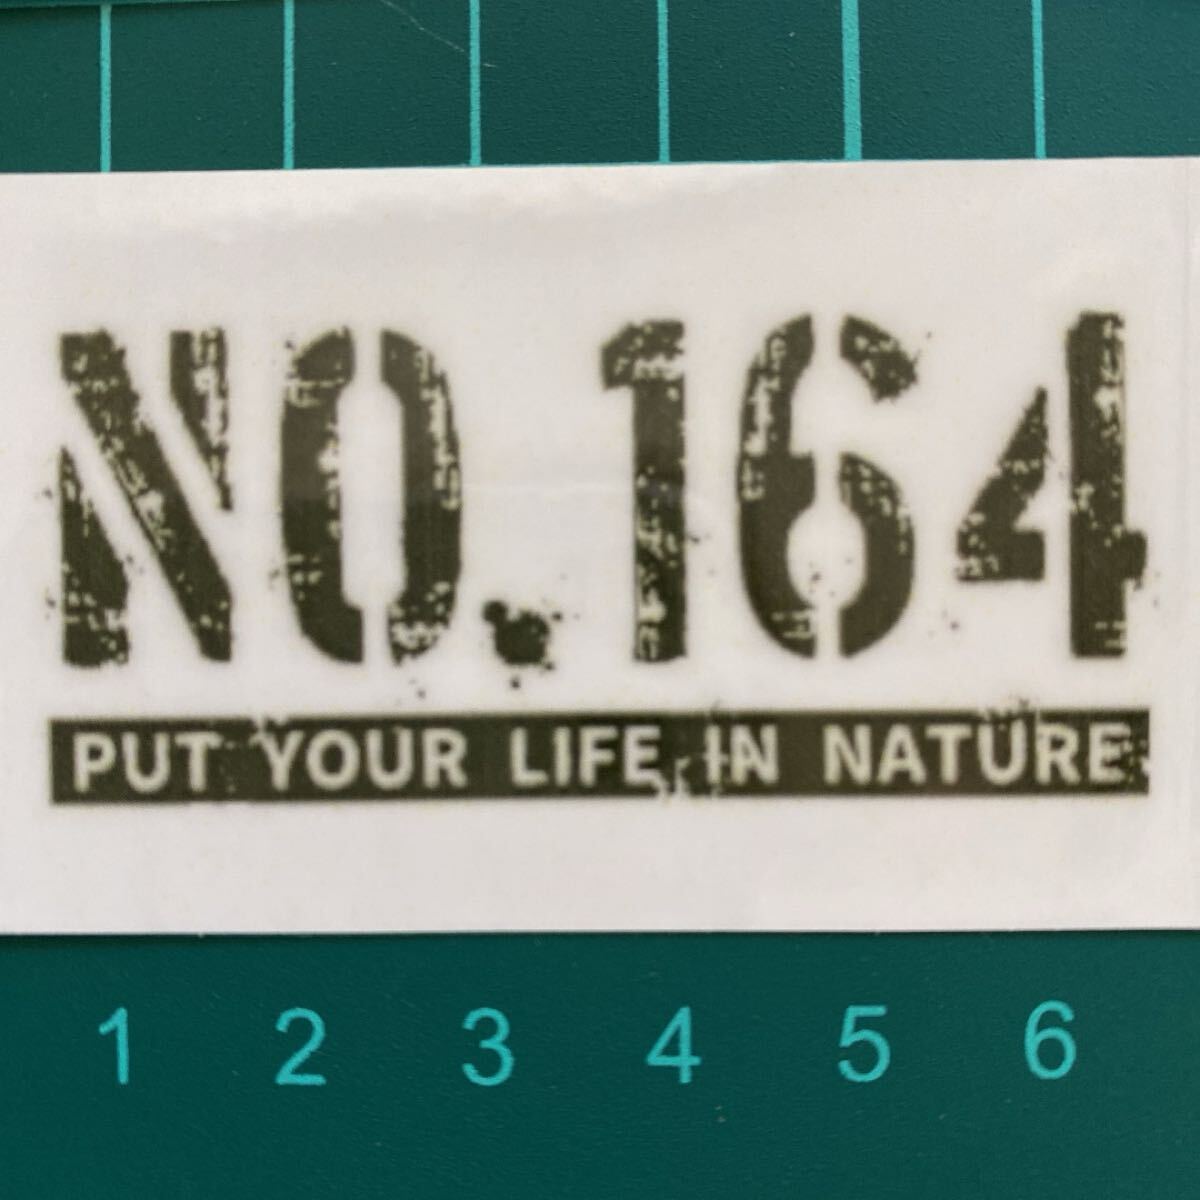 NO.164
PUT YOUR LIFE IN NATURE
1 2 3 4 5 6